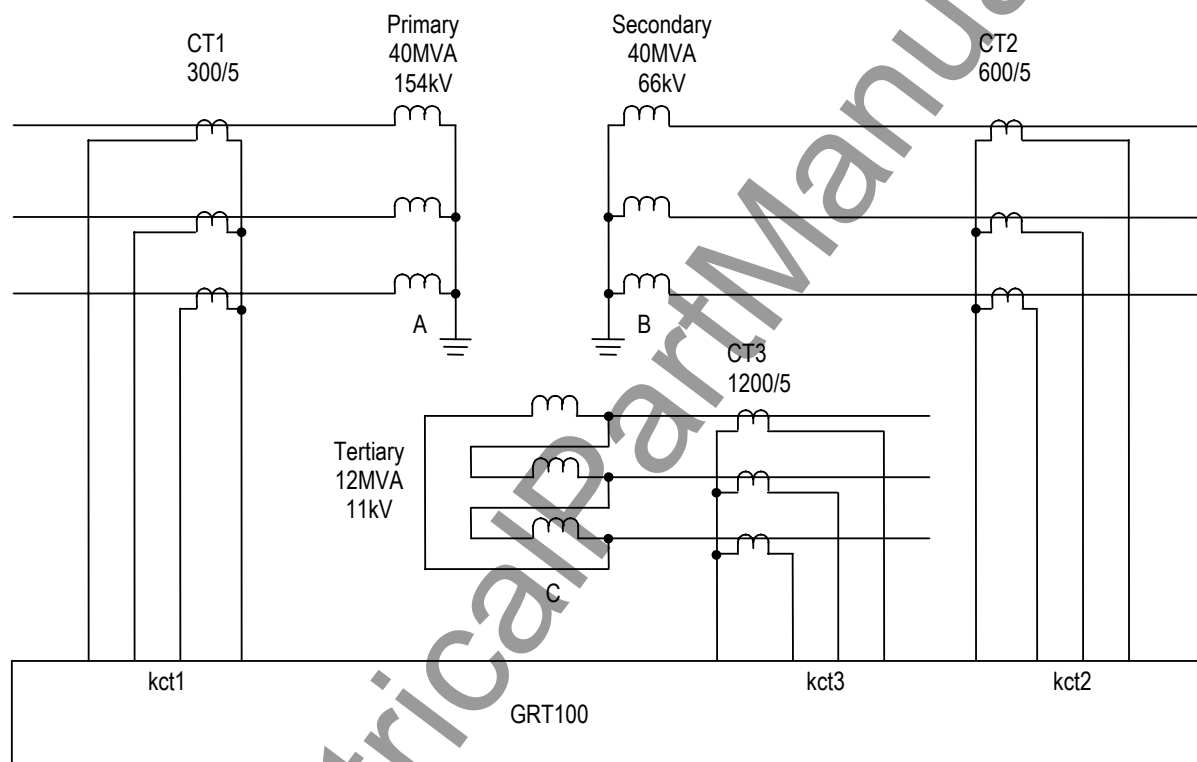 CT1
300/5
Primary
40MVA
154kV
Secondary
40MVA
66kV
CT2
600/5
A
B
CT3
1200/5
Tertiary
12MVA
11kV
C
kct1
kct3
kct2
GRT100
tricalPartManu